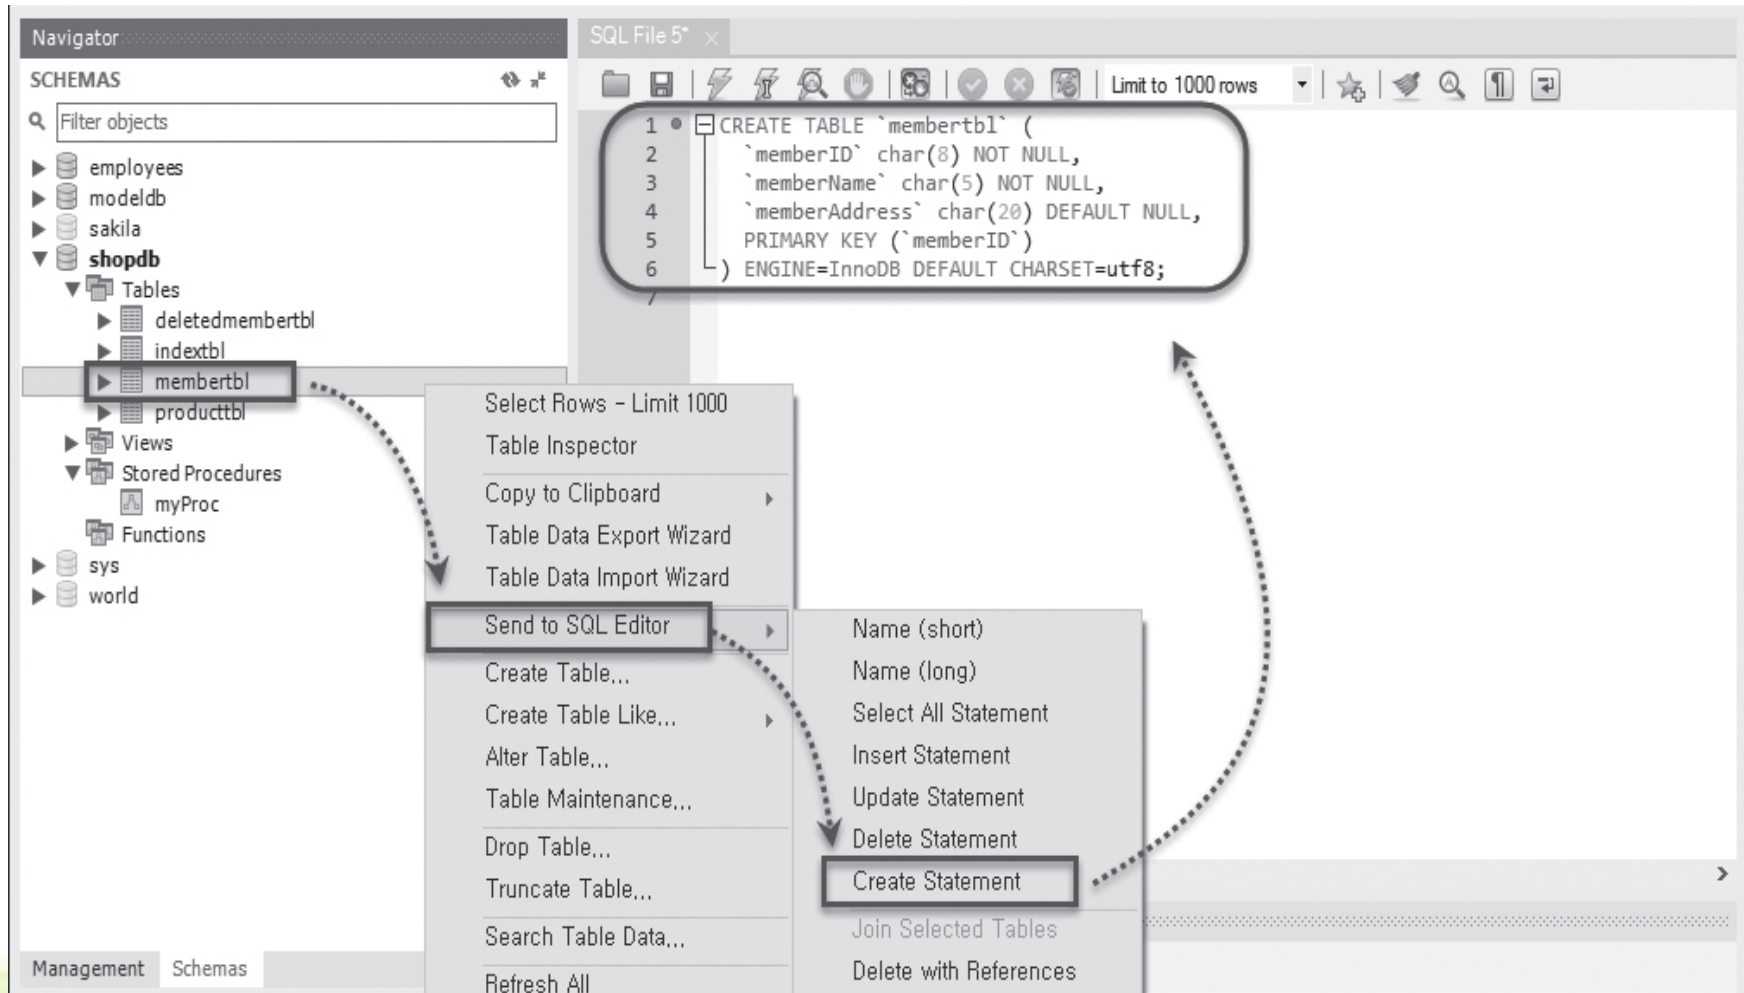 Navigator
SCHEMAS
Filter objects
employees
modeldb
sakila
shopdb
Tables
deletedmembertbl
indextbl
membertbl
producttbl
Views
Stored Procedures
myProc
Functions
sys
world
Management Schemas
SQL File 5*
Limit to 1000 rows
1 CREATE TABLE `membertbl` (
2 `memberID` char(8) NOT NULL,
3 `memberName` char(5) NOT NULL,
4 `memberAddress` char(20) DEFAULT NULL,
5 PRIMARY KEY (`memberID`)
6 ) ENGINE=InnoDB DEFAULT CHARSET=utf8;
7
Select Rows - Limit 1000
Table Inspector
Copy to Clipboard
Table Data Export Wizard
Table Data Import Wizard
Send to SQL Editor
Create Table...
Create Table Like...
Alter Table...
Table Maintenance...
Drop Table...
Truncate Table...
Search Table Data...
Refresh All
Name (short)
Name (long)
Select All Statement
Insert Statement
Update Statement
Delete Statement
Create Statement
Join Selected Tables
Delete with References